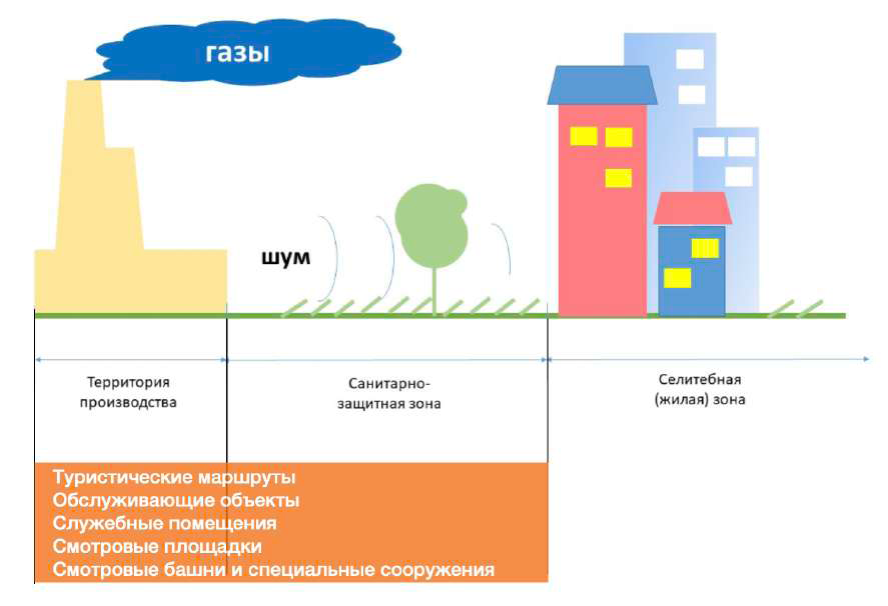 газы
шум
Территория
производства
Санитарно-
защитная зона
Селитебная
(жилая) зона
Туристические маршруты
Обслуживающие объекты
Служебные помещения
Смотровые площадки
Смотровые башни и специальные сооружения